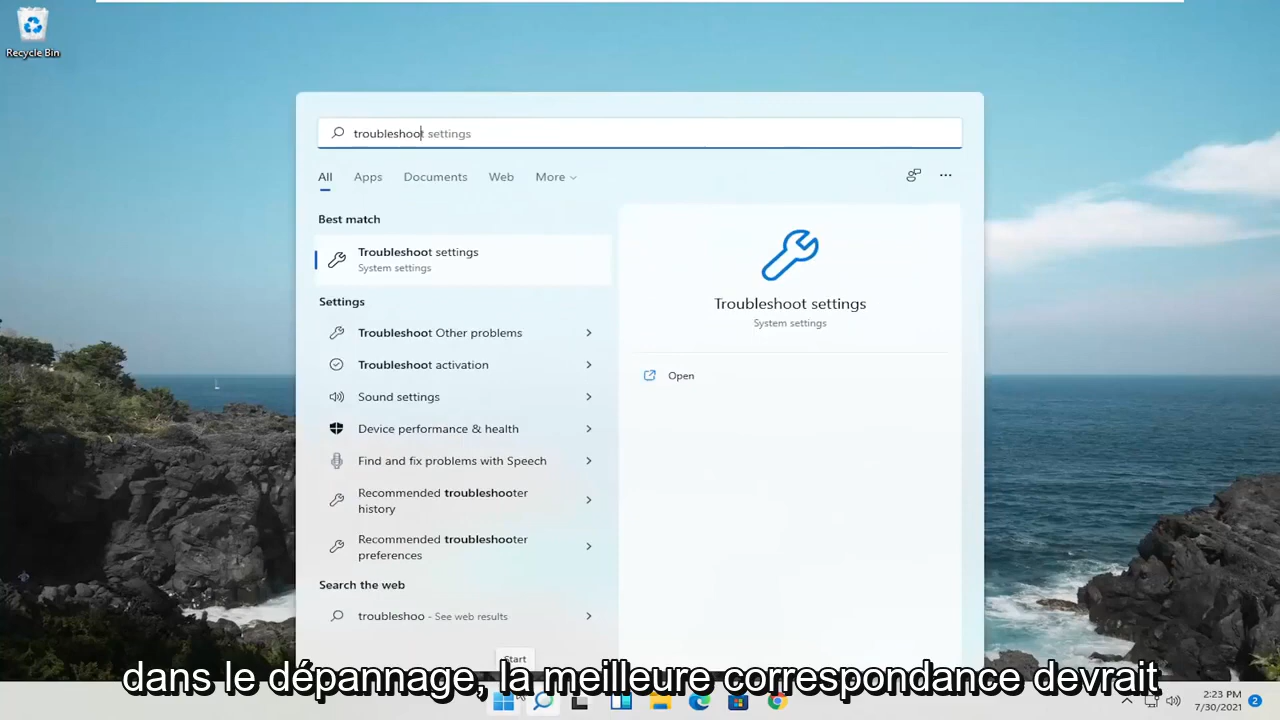 Recycle Bin
troubleshoot settings
All Apps Documents Web More
Best match
Troubleshoot settings
System settings
Settings
Troubleshoot Other problems
Troubleshoot activation
Sound settings
Device performance & health
Find and fix problems with Speech
Recommended troubleshooter
history
Recommended troubleshooter
preferences
Search the web
troubleshoo - See web results
Troubleshoot settings
System settings
Open
Start
dans le dépannage, la meilleure correspondance devrait
2:23 PM
7/30/2021
2